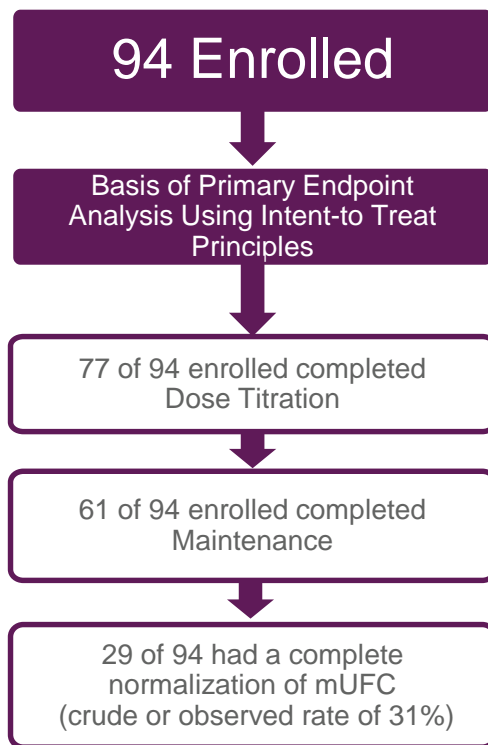 94 Enrolled
Basis of Primary Endpoint
Analysis Using Intent-to Treat
Principles
77 of 94 enrolled completed
Dose Titration
61 of 94 enrolled completed
Maintenance
29 of 94 had a complete
normalization of mUFC
(crude or observed rate of 31%)